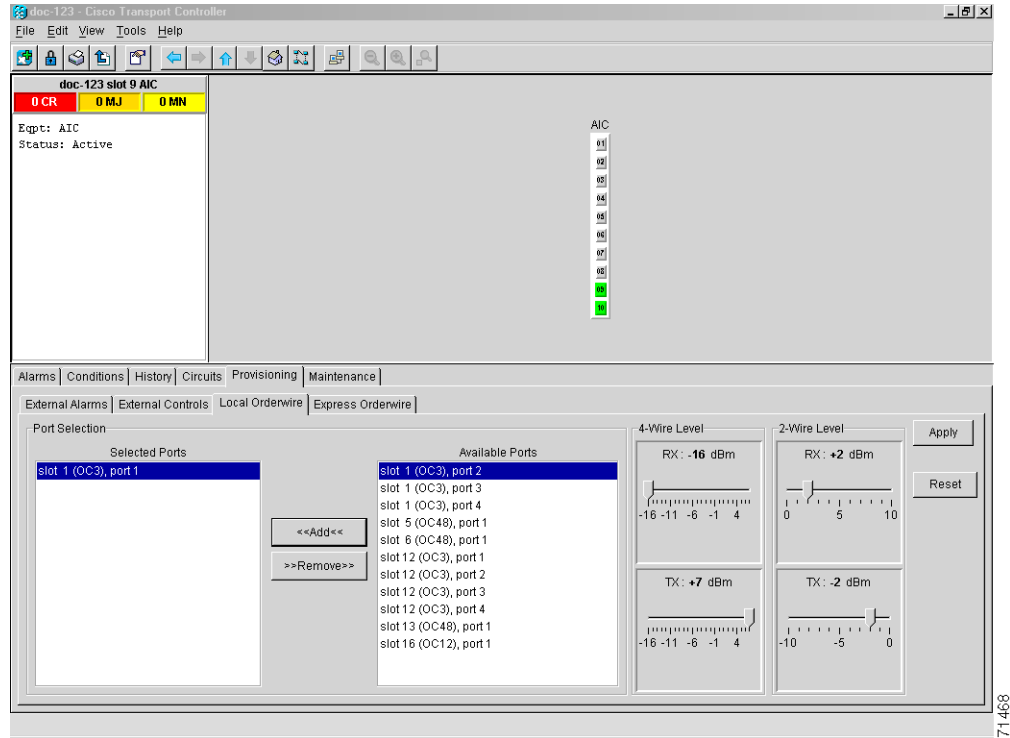 doc-123 - Cisco Transport Controller
File Edit View Tools Help
doc-123 slot 9 AIC
0 CR 0 MJ 0 MN
Eqpt: AIC
Status: Active
AIC
01
02
03
04
05
06
07
08
09
10
Alarms Conditions History Circuits Provisioning Maintenance
External Alarms External Controls Local Orderwire Express Orderwire
Port Selection
Selected Ports
slot 1 (OC3), port 1
<<Add<<
>>Remove>>
Available Ports
slot 1 (OC3), port 2
slot 1 (OC3), port 3
slot 1 (OC3), port 4
slot 5 (OC48), port 1
slot 6 (OC48), port 1
slot 12 (OC3), port 1
slot 12 (OC3), port 2
slot 12 (OC3), port 3
slot 12 (OC3), port 4
slot 13 (OC48), port 1
slot 16 (OC12), port 1
4-Wire Level
RX: -16 dBm
-16 -11 -6 -1 4
TX: +7 dBm
-16 -11 -6 -1 4
2-Wire Level
RX: +2 dBm
0 5 10
TX: -2 dBm
-10 -5 0
Apply
Reset
71468